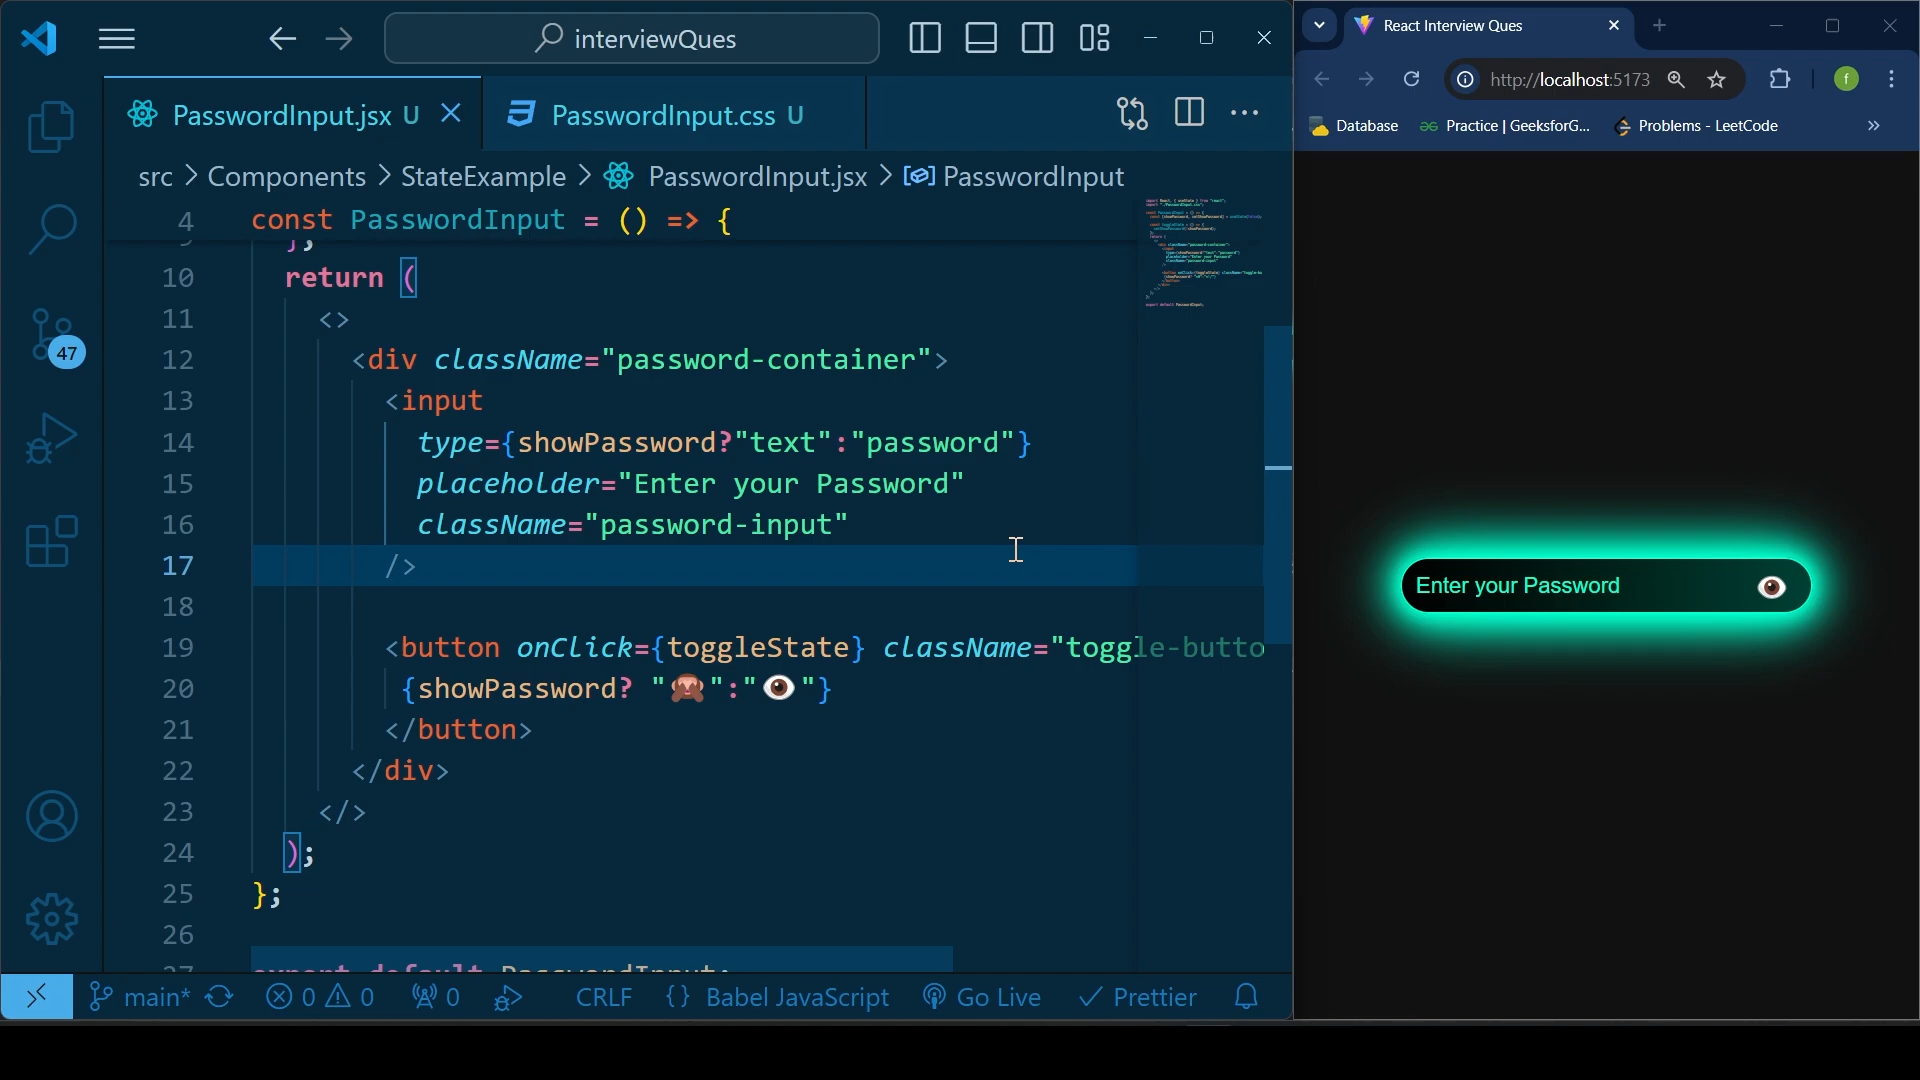 interviewQues
PasswordInput.jsx U
PasswordInput.css U
src > Components > StateExample > PasswordInput.jsx > PasswordInput
4 const PasswordInput = () => {
10 return (
11 <>
12 <div className="password-container">
13 <input
14 type={showPassword?"text":"password"}
15 placeholder="Enter your Password"
16 className="password-input"
17 />
18
19 <button onClick={toggleState} className="toggle-butto
20 {showPassword? "🙈":"👁️"}
21 </button>
22 </div>
23 </>
24 );
25 };
26
47
main* 0 0 0 CRLF {} Babel JavaScript Go Live Prettier
React Interview Ques
http://localhost:5173
f
Database Practice | GeeksforG... Problems - LeetCode
Enter your Password